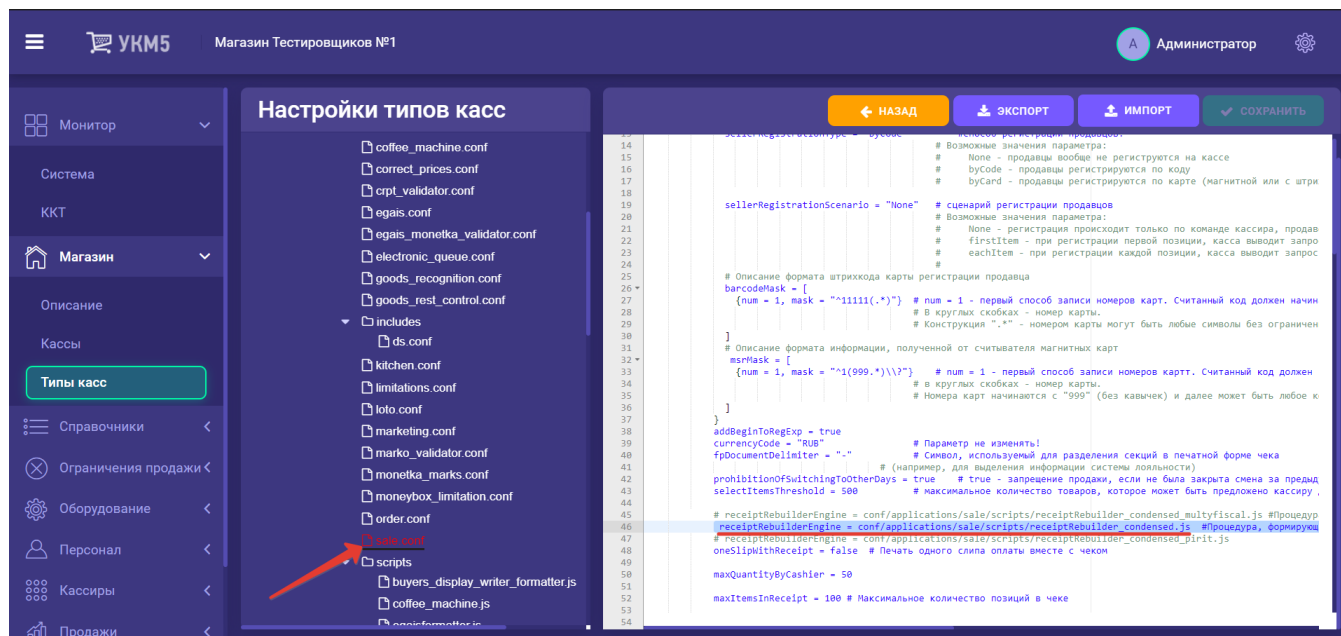 УКМ5
Магазин Тестировщиков №1
А
Администратор
Монитор
Система
ККТ
Магазин
Описание
Кассы
Типы касс
Справочники
Ограничения продажи
Оборудование
Персонал
Кассиры
Продажи
Настройки типов касс
coffee_machine.conf
correct_prices.conf
crpt_validator.conf
egais.conf
egais_monetka_validator.conf
electronic_queue.conf
goods_recognition.conf
goods_rest_control.conf
includes
ds.conf
kitchen.conf
limitations.conf
loto.conf
marketing.conf
marko_validator.conf
monetka_marks.conf
moneybox_limitation.conf
order.conf
sale.conf
scripts
buyers_display_writer_formatter.js
coffee_machine.js
egaisformatter.js
НАЗАД
ЭКСПОРТ
ИМПОРТ
СОХРАНИТЬ
14 # Возможные значения параметра:
15 # None - продавцы вообще не региструются на кассе
16 # byCode - продавцы регистрируются по коду
17 # byCard - продавцы регистрируются по карте (магнитной или с штри
18
19 sellerRegistrationScenario = "None" # сценарий регистрации продавцов
20 # Возможные значения параметра:
21 # None - регистрация происходит только по команде кассира, продав
22 # firstItem - при регистрации первой позиции, касса выводит запро
23 # eachItem - при регистрации каждой позиции, касса выводит запрос
24 #
25 # Описание формата штрихкода карты регистрации продавца
26 barcodeMask = [
27 {num = 1, mask = "^11111(.*)"} # num = 1 - первый способ записи номеров карт. Считанный код должен начин
28 # В круглых скобках - номер карты.
29 # Конструкция ".*" - номером карты могут быть любые символы без ограничен
30 ]
31 # Описание формата информации, полученной от считывателя магнитных карт
32 msrMask = [
33 {num = 1, mask = "^1(999.*)\\?"} # num = 1 - первый способ записи номеров картт. Считанный код должен
34 # в круглых скобках - номер карты.
35 # Номера карт начинаются с "999" (без кавычек) и далее может быть любое к
36 ]
37 }
38 addBeginToRegExp = true
39 currencyCode = "RUB" # Параметр не изменять!
40 fpDocumentDelimiter = "-" # Символ, используемый для разделения секций в печатной форме чека
41 # (например, для выделения информации системы лояльности)
42 prohibitionOfSwitchingToOtherDays = true # true - запрещение продажи, если не была закрыта смена за предыд
43 selectItemsThreshold = 500 # максимальное количество товаров, которое может быть предложено кассиру
44
45 # receiptRebuilderEngine = conf/applications/sale/scripts/receiptRebuilder_condensed_multyfiscal.js #Процедур
46 receiptRebuilderEngine = conf/applications/sale/scripts/receiptRebuilder_condensed.js #Процедура, формирующ
47 # receiptRebuilderEngine = conf/applications/sale/scripts/receiptRebuilder_condensed_pirit.js
48 oneSlipWithReceipt = false # Печать одного слипа оплаты вместе с чеком
49
50 maxQuantityByCashier = 50
51
52 maxItemsInReceipt = 100 # Максимальное количество позиций в чеке
53
54